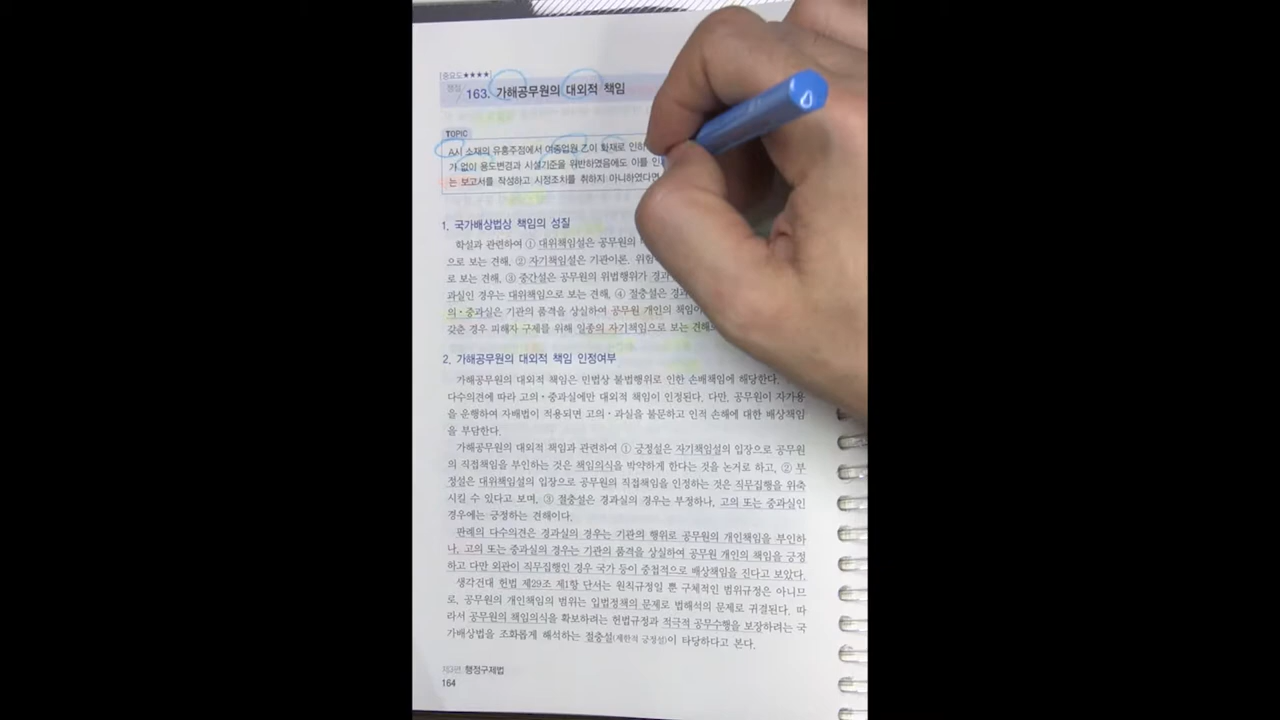 [중요도★★★★]
행심
163. 가해공무원의 대외적 책임
TOPIC
A시 소재의 유흥주점에서 여종업원 乙이 화재로 인하
가 없이 용도변경과 시설기준을 위반하였음에도 이를
는 보고서를 작성하고 시정조치를 취하지 아니하였다면
1. 국가배상법상 책임의 성질
학설과 관련하여 ① 대위책임설은 공무원의
으로 보는 견해, ② 자기책임설은 기관이론, 위험
로 보는 견해, ③ 중간설은 공무원의 위법행위가 경과
과실인 경우는 대위책임으로 보는 견해, ④ 절충설은 경과
의·중과실은 기관의 품격을 상실하여 공무원 개인의 책임이
갖춘 경우 피해자 구제를 위해 일종의 자기책임으로 보는 견해
2. 가해공무원의 대외적 책임 인정여부
가해공무원의 대외적 책임은 민법상 불법행위로 인한 손배책임에 해당한다.
다수의견에 따라 고의·중과실에만 대외적 책임이 인정된다. 다만, 공무원이 자가용
을 운행하여 자배법이 적용되면 고의·과실을 불문하고 인적 손해에 대한 배상책임
을 부담한다.
가해공무원의 대외적 책임과 관련하여 ① 긍정설은 자기책임설의 입장으로 공무원
의 직접책임을 부인하는 것은 책임의식을 박약하게 한다는 것을 논거로 하고, ② 부
정설은 대위책임설의 입장으로 공무원의 직접책임을 인정하는 것은 직무집행을 위축
시킬 수 있다고 보며, ③ 절충설은 경과실의 경우는 부정하나, 고의 또는 중과실인
경우에는 긍정하는 견해이다.
판례의 다수의견은 경과실의 경우는 기관의 행위로 공무원의 개인책임을 부인하
나, 고의 또는 중과실의 경우는 기관의 품격을 상실하여 공무원 개인의 책임을 긍정
하고 다만 외관이 직무집행인 경우 국가 등이 중첩적으로 배상책임을 진다고 보았다.
생각건대 헌법 제29조 제1항 단서는 원칙규정일 뿐 구체적인 범위규정은 아니므
로, 공무원의 개인책임의 범위는 입법정책의 문제로 법해석의 문제로 귀결된다. 따
라서 공무원의 책임의식을 확보하려는 헌법규정과 적극적 공무수행을 보장하려는 국
가배상법을 조화롭게 해석하는 절충설(제한적 긍정설)이 타당하다고 본다.
제3편 행정구제법
164